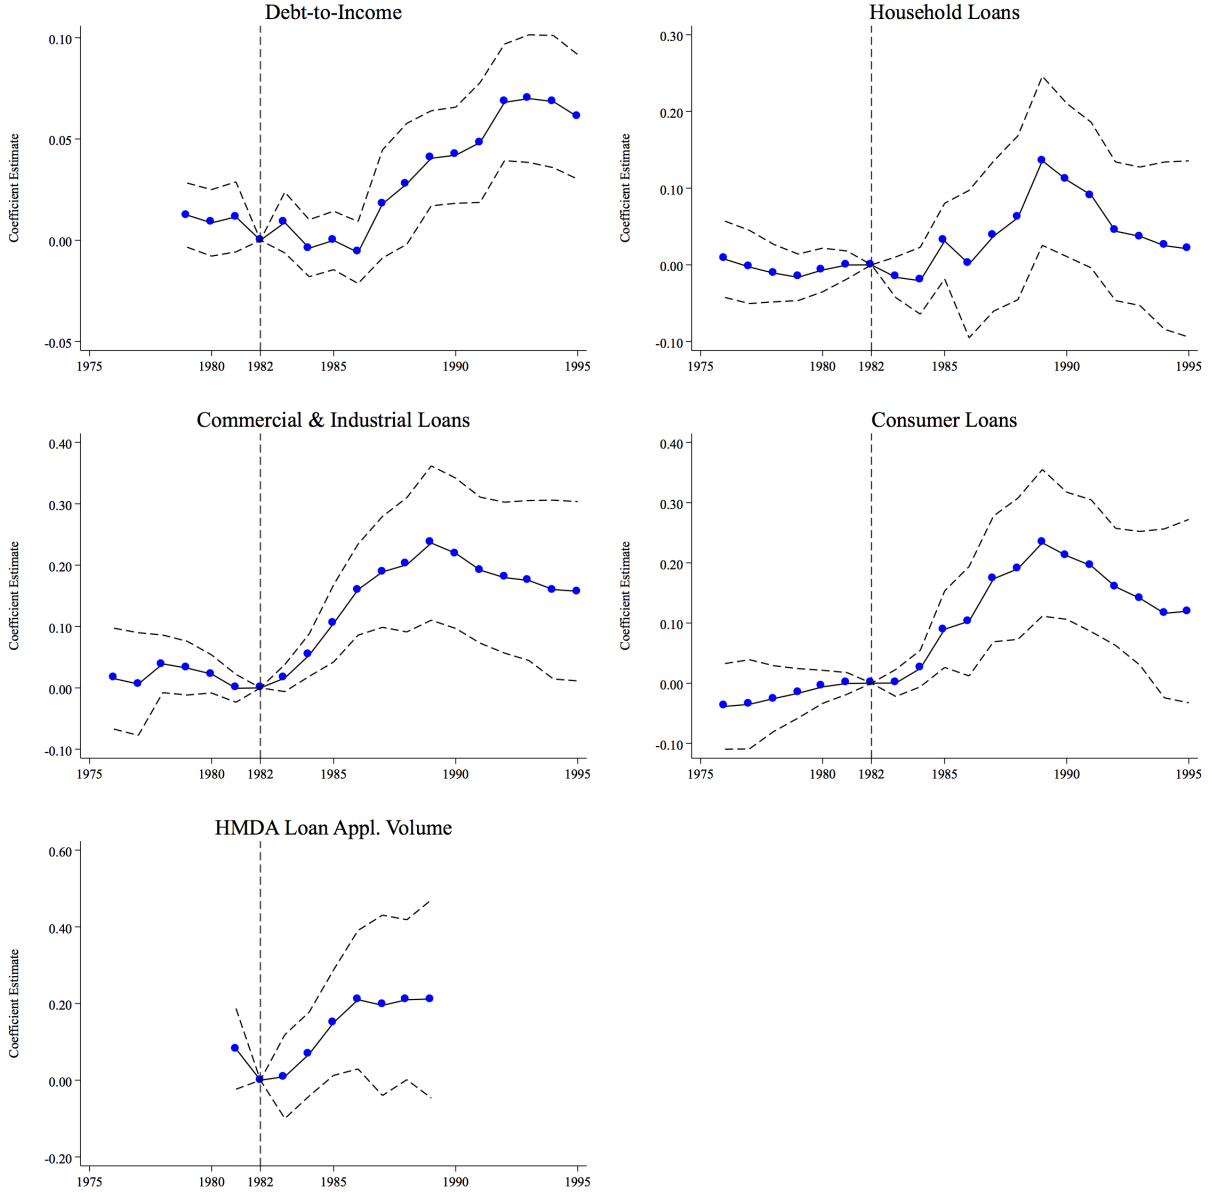 Debt-to-Income
Coefficient Estimate
0.10
0.05
0.00
-0.05
1975 1980 1982 1985 1990 1995
Household Loans
Coefficient Estimate
0.30
0.20
0.10
0.00
-0.10
1975 1980 1982 1985 1990 1995
Commercial & Industrial Loans
Coefficient Estimate
0.40
0.30
0.20
0.10
0.00
-0.10
1975 1980 1982 1985 1990 1995
Consumer Loans
Coefficient Estimate
0.40
0.30
0.20
0.10
0.00
-0.10
1975 1980 1982 1985 1990 1995
HMDA Loan Appl. Volume
Coefficient Estimate
0.60
0.40
0.20
0.00
-0.20
1975 1980 1982 1985 1990 1995